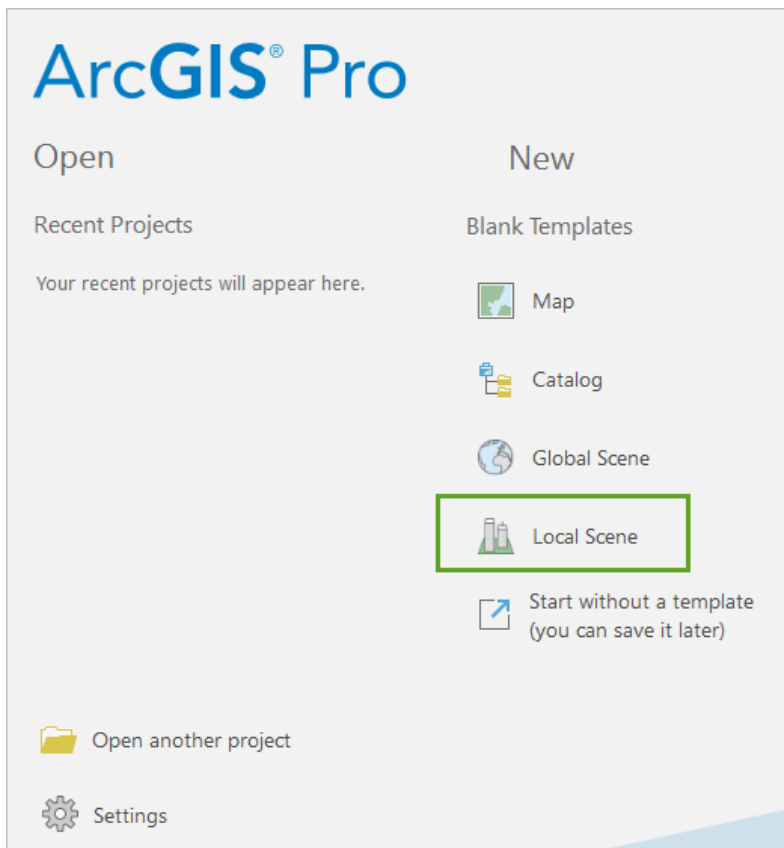 ArcGIS® Pro
Open
Recent Projects
Your recent projects will appear here.
New
Blank Templates
Map
Catalog
Global Scene
Local Scene
Start without a template
(you can save it later)
Open another project
Settings